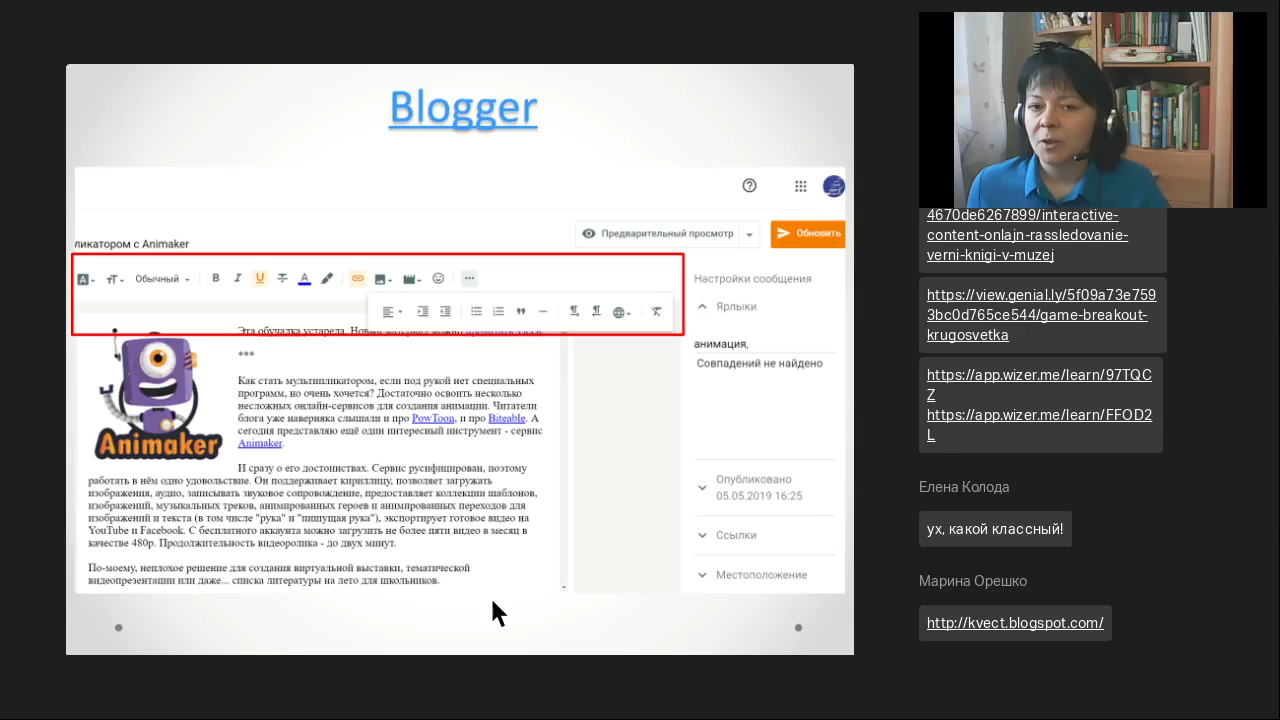 Blogger
ликатором с Animaker
Предварительный просмотр
Обновить
Обычный
B I U A
Настройки сообщения
Ярлыки
анимация,
Совпадений не найдено
Эта обучалка устарела.
***
Как стать мультипликатором, если под рукой нет специальных
программ, но очень хочется? Достаточно освоить несколько
несложных онлайн-сервисов для создания анимации. Читатели
блога уже наверняка слышали и про PowToon, и про Biteable. А
сегодня представляю ещё один интересный инструмент - сервис
Animaker.
Animaker
И сразу о его достоинствах. Сервис русифицирован, поэтому
работать в нём одно удовольствие. Он поддерживает кириллицу, позволяет загружать
изображения, аудио, записывать звуковое сопровождение, предоставляет коллекции шаблонов,
изображений, музыкальных треков, анимированных героев и анимированных переходов для
изображений и текста (в том числе "рука" и "пишущая рука"), экспортирует готовое видео на
YouTube и Facebook. С бесплатного аккаунта можно загрузить не более пяти видео в месяц в
качестве 480р. Продолжительность видеоролика - до двух минут.
По-моему, неплохое решение для создания виртуальной выставки, тематической
видеопрезентации или даже... списка литературы на лето для школьников.
Опубликовано
05.05.2019 16:25
Ссылки
Местоположение
4670de6267899/interactive-
content-onlajn-rassledovanie-
verni-knigi-v-muzej
https://view.genial.ly/5f09a73e759
3bc0d765ce544/game-breakout-
krugosvetka
https://app.wizer.me/learn/97TQC
Z
https://app.wizer.me/learn/FFOD2
L
Елена Колода
ух, какой классный!
Марина Орешко
http://kvect.blogspot.com/